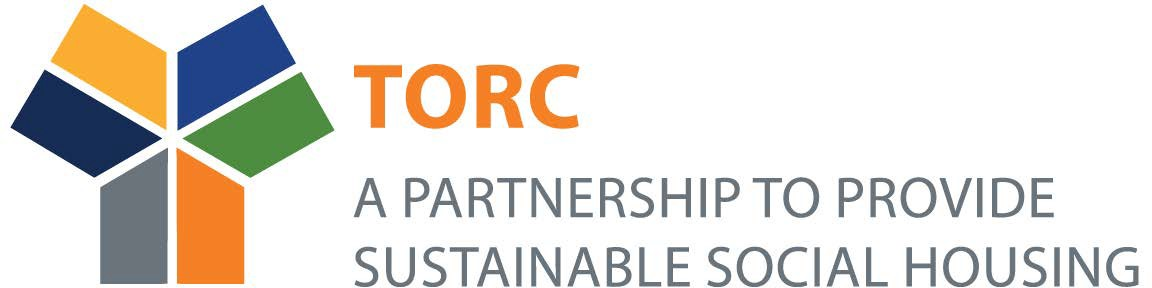 TORC
A PARTNERSHIP TO PROVIDE
SUSTAINABLE SOCIAL HOUSING